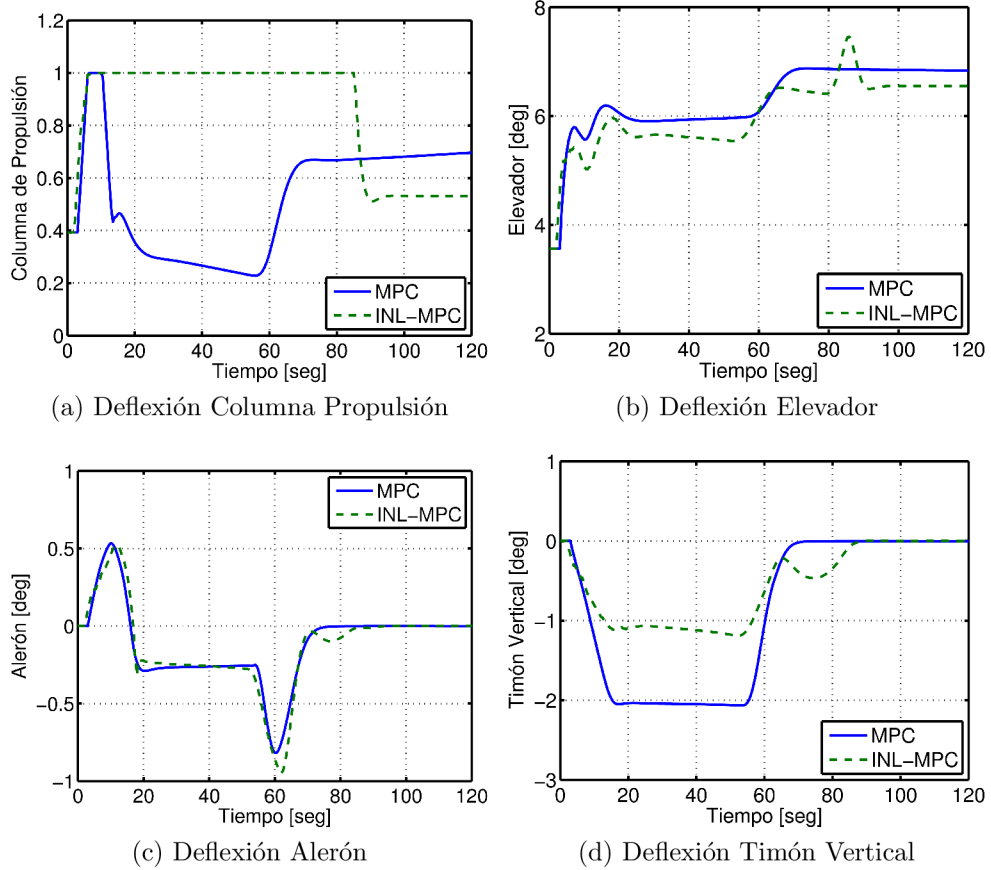 1.2
1
0.8
0.6
0.4
0.2
0
Columna de Propulsión
0 20 40 60 80 100 120
Tiempo [seg]
MPC
INL-MPC
(a) Deflexión Columna Propulsión
8
6
4
2
Elevador [deg]
0 20 40 60 80 100 120
Tiempo [seg]
MPC
INL-MPC
(b) Deflexión Elevador
1
0.5
0
-0.5
-1
Alerón [deg]
0 20 40 60 80 100 120
Tiempo [seg]
MPC
INL-MPC
(c) Deflexión Alerón
1
0
-1
-2
-3
Timón Vertical [deg]
0 20 40 60 80 100 120
Tiempo [seg]
MPC
INL-MPC
(d) Deflexión Timón Vertical